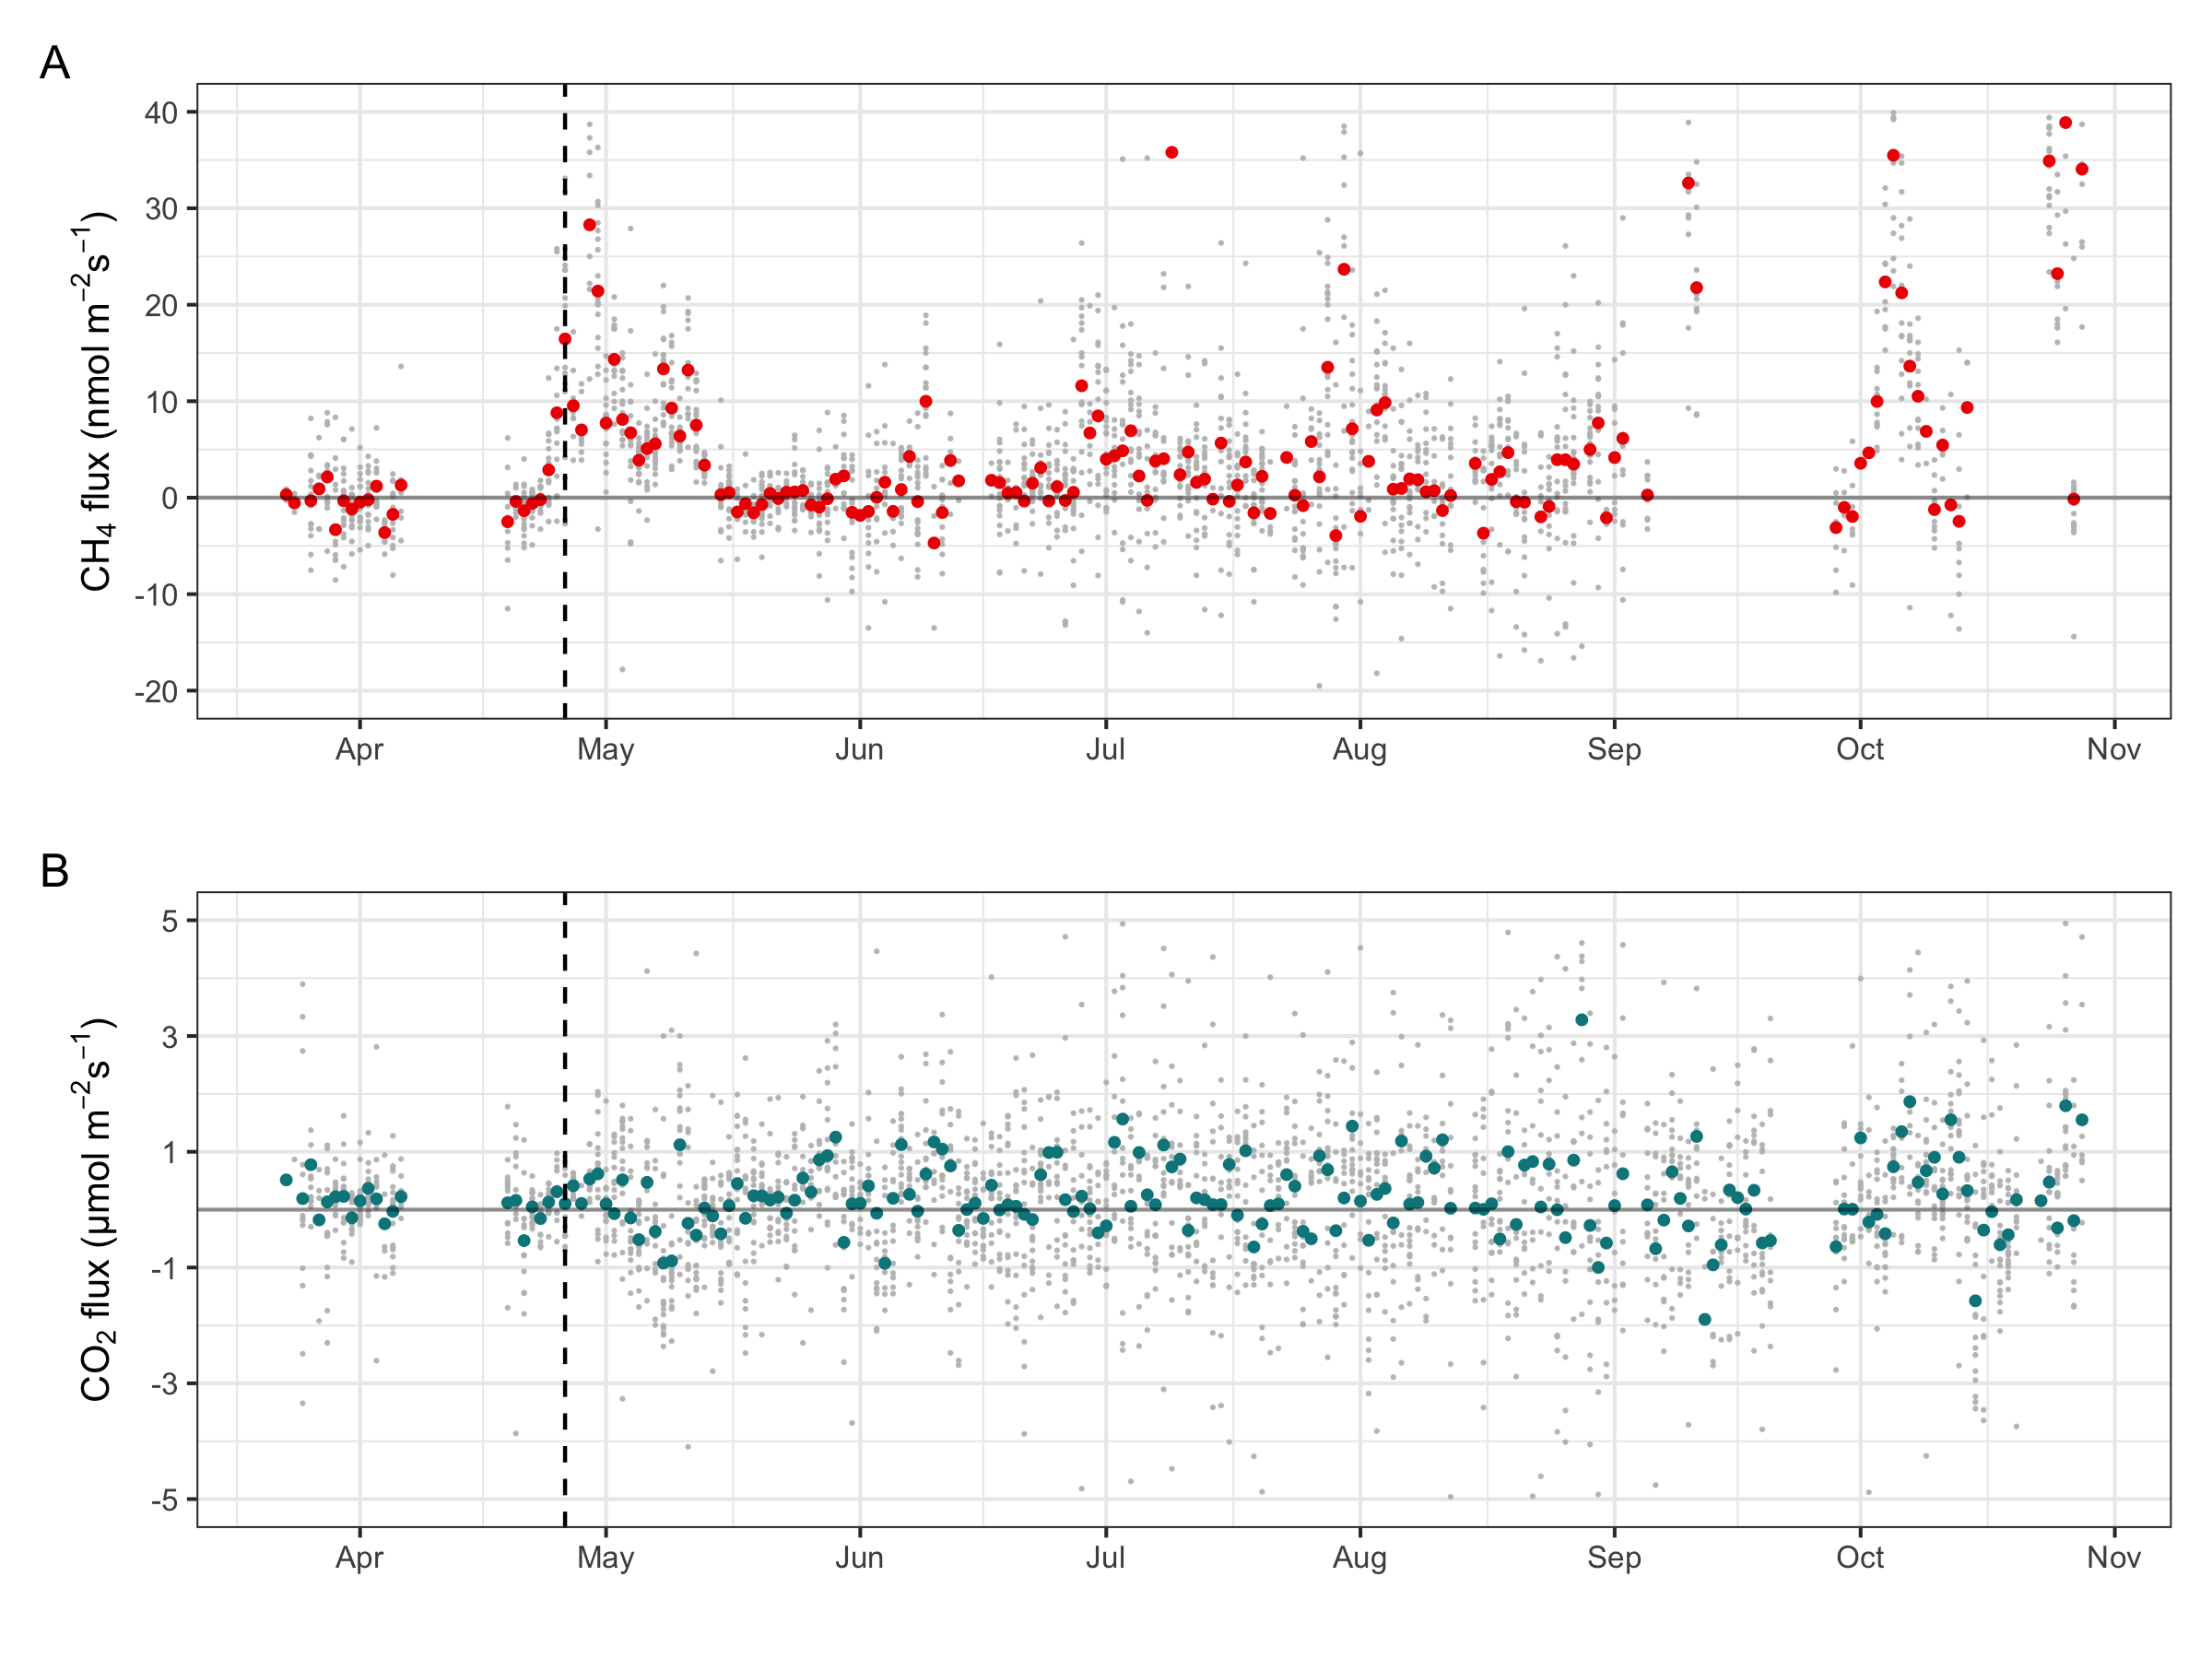 A
CH₄ flux (nmol m⁻²s⁻¹)
40
30
20
10
0
-10
-20
Apr May Jun Jul Aug Sep Oct Nov
B
CO₂ flux (µmol m⁻²s⁻¹)
5
3
1
-1
-3
-5
Apr May Jun Jul Aug Sep Oct Nov